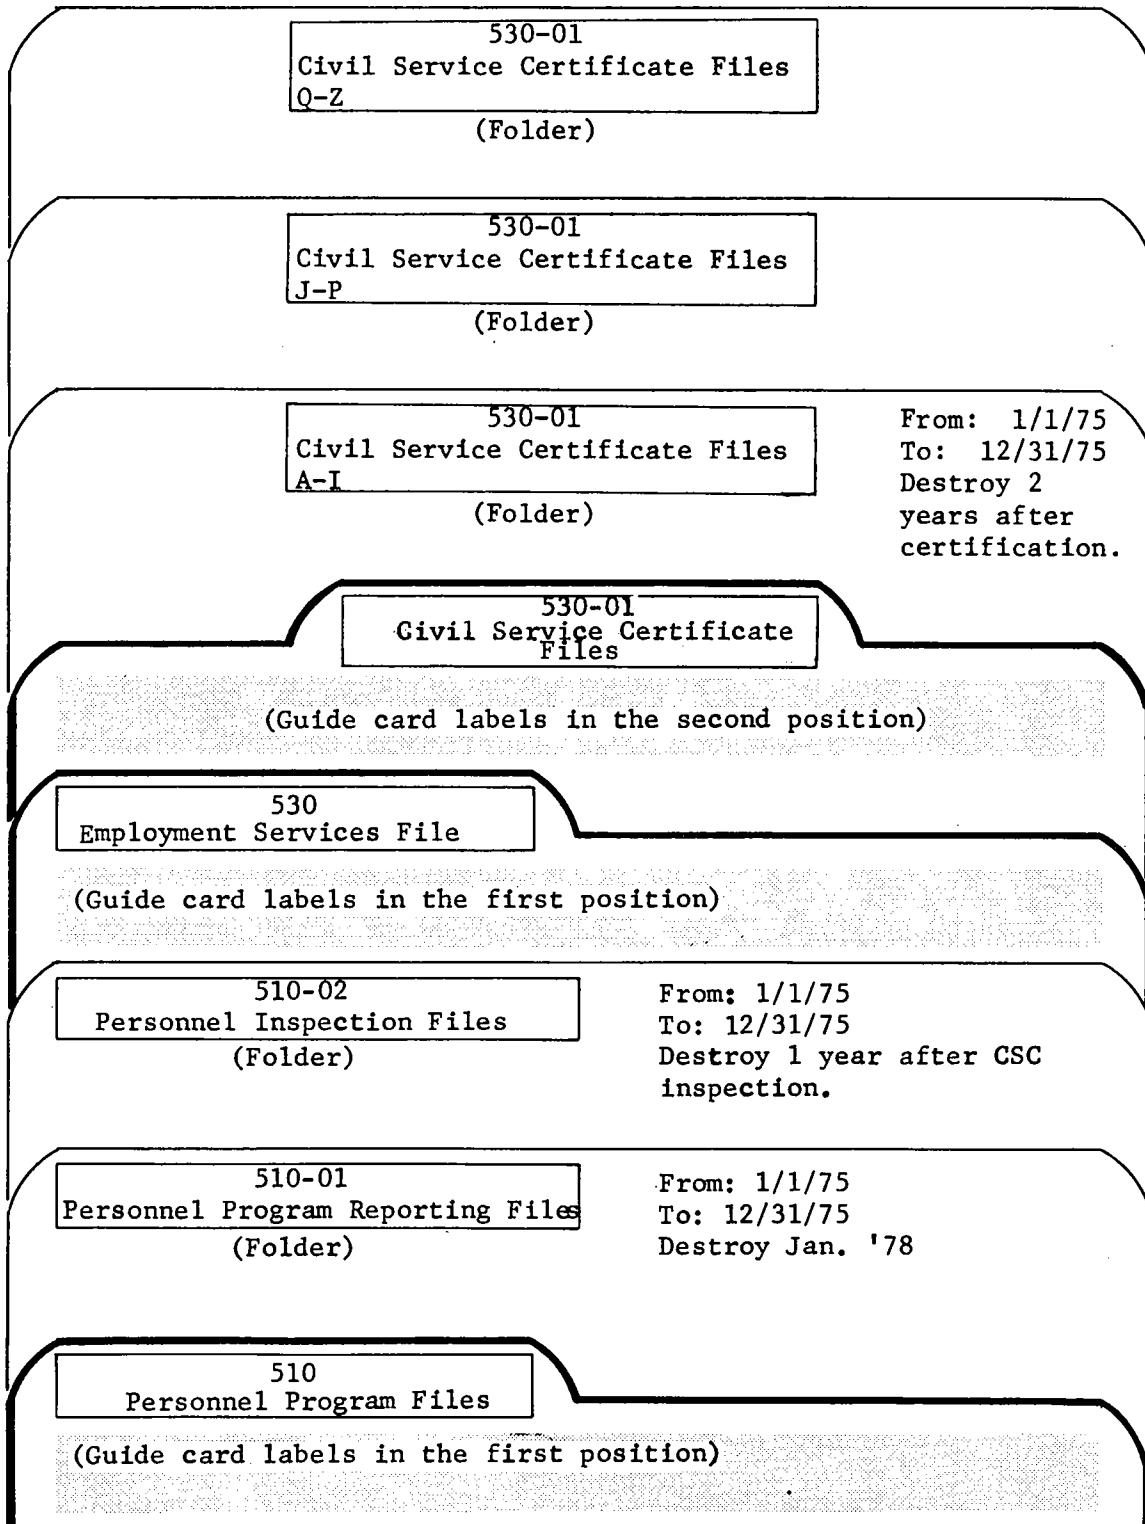 530-01
Civil Service Certificate Files
Q-Z
(Folder)
530-01
Civil Service Certificate Files
J-P
(Folder)
530-01
Civil Service Certificate Files
A-I
(Folder)
From: 1/1/75
To: 12/31/75
Destroy 2
years after
certification.
530-01
Civil Service Certificate
Files
(Guide card labels in the second position)
530
Employment Services File
(Guide card labels in the first position)
510-02
Personnel Inspection Files
(Folder)
From: 1/1/75
To: 12/31/75
Destroy 1 year after CSC
inspection.
510-01
Personnel Program Reporting Files
(Folder)
From: 1/1/75
To: 12/31/75
Destroy Jan. '78
510
Personnel Program Files
(Guide card labels in the first position)